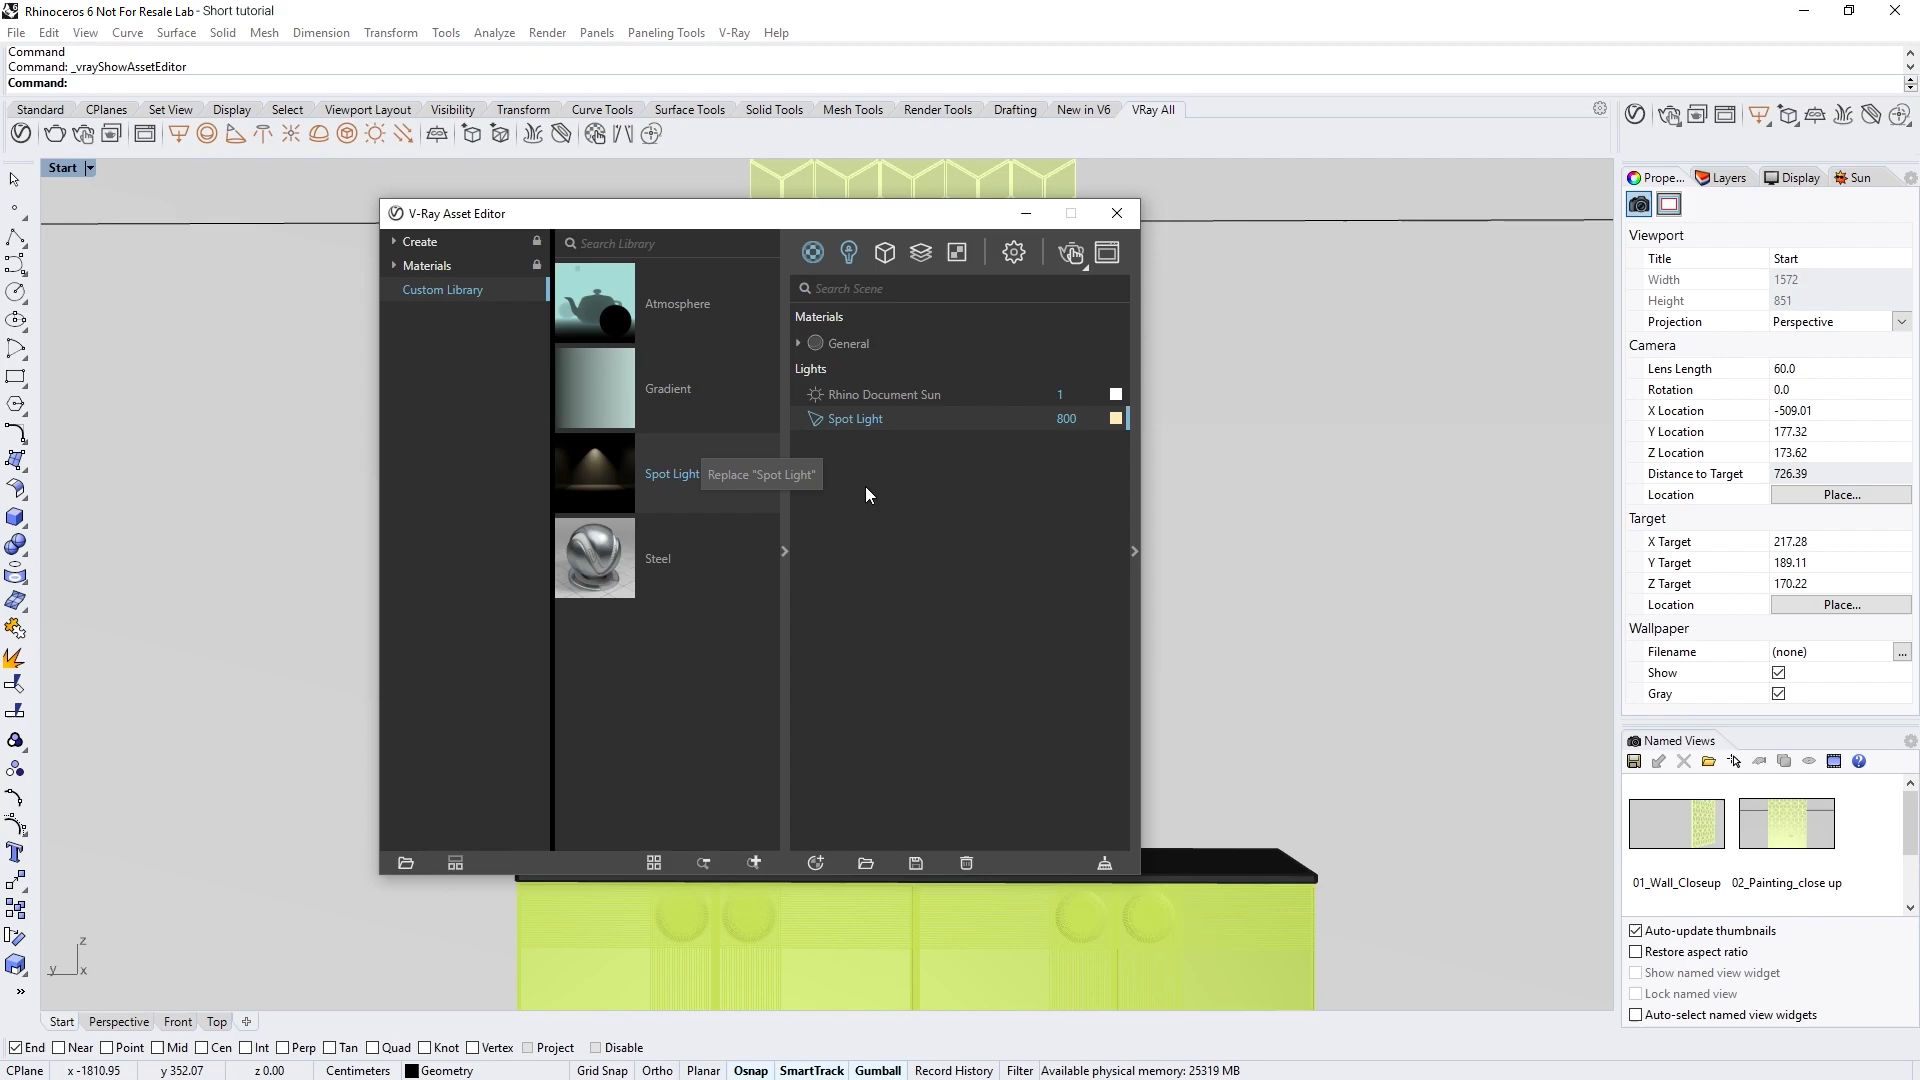 Rhinoceros 6 Not For Resale Lab - Short tutorial
File Edit View Curve Surface Solid Mesh Dimension Transform Tools Analyze Render Panels Paneling Tools V-Ray Help
Command
Command: _vrayShowAssetEditor
Command:
Standard CPlanes Set View Display Select Viewport Layout Visibility Transform Curve Tools Surface Tools Solid Tools Mesh Tools Render Tools Drafting New in V6 VRay All
Start
V-Ray Asset Editor
Create
Materials
Custom Library
Search Library
Atmosphere
Gradient
Spot Light
Replace "Spot Light"
Steel
Search Scene
Materials
General
Lights
Rhino Document Sun 1
Spot Light 800
Prope... Layers Display Sun
Viewport
Title Start
Width 1572
Height 851
Projection Perspective
Camera
Lens Length 60.0
Rotation 0.0
X Location -509.01
Y Location 177.32
Z Location 173.62
Distance to Target 726.39
Location Place...
Target
X Target 217.28
Y Target 189.11
Z Target 170.22
Location Place...
Wallpaper
Filename (none) ...
Show
Gray
Named Views
01_Wall_Closeup 02_Painting_close up
Auto-update thumbnails
Restore aspect ratio
Show named view widget
Lock named view
Auto-select named view widgets
z
y x
Start Perspective Front Top
End Near Point Mid Cen Int Perp Tan Quad Knot Vertex Project Disable
CPlane x -1810.95 y 352.07 z 0.00 Centimeters Geometry Grid Snap Ortho Planar Osnap SmartTrack Gumball Record History Filter Available physical memory: 25319 MB